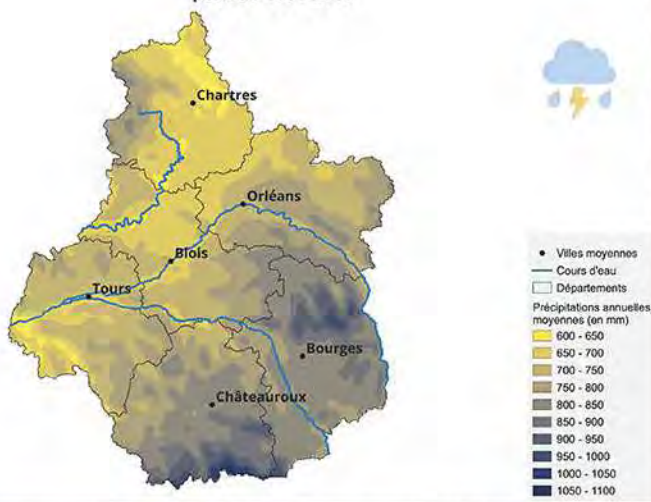 Chartres
Orléans
Blois
Tours
Bourges
Châteauroux
Villes moyennes
Cours d'eau
Départements
Précipitations annuelles
moyennes (en mm)
600 - 650
650 - 700
700 - 750
750 - 800
800 - 850
850 - 900
900 - 950
950 - 1000
1000 - 1050
1050 - 1100